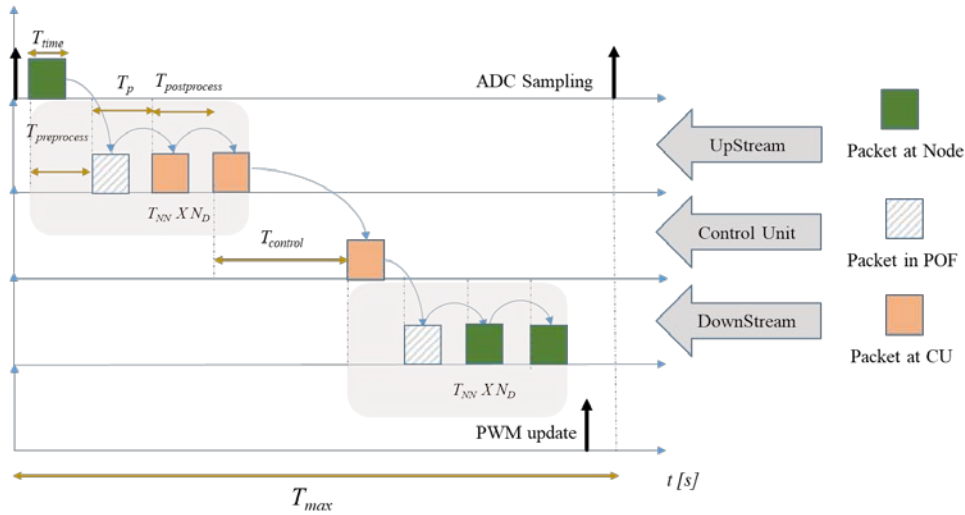 T_time
ADC Sampling
T_p
T_postprocess
T_preprocess
T_NN X N_D
T_control
T_NN X N_D
PWM update
t [s]
T_max
UpStream
Control Unit
DownStream
Packet at Node
Packet in POF
Packet at CU